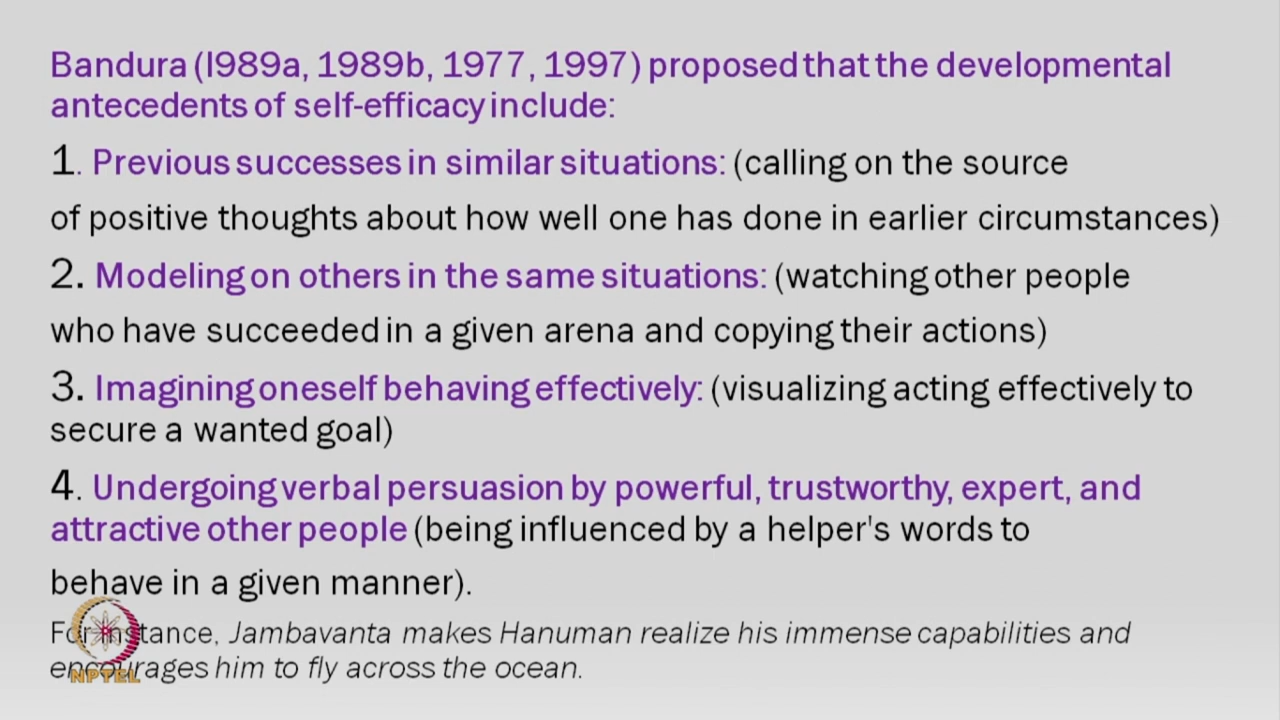 Bandura (l989a, 1989b, 1977, 1997) proposed that the developmental
antecedents of self-efficacy include:
1. Previous successes in similar situations: (calling on the source
of positive thoughts about how well one has done in earlier circumstances)
2. Modeling on others in the same situations: (watching other people
who have succeeded in a given arena and copying their actions)
3. Imagining oneself behaving effectively: (visualizing acting effectively to
secure a wanted goal)
4. Undergoing verbal persuasion by powerful, trustworthy, expert, and
attractive other people (being influenced by a helper's words to
behave in a given manner).
For instance, Jambavanta makes Hanuman realize his immense capabilities and
encourages him to fly across the ocean.
NPTEL